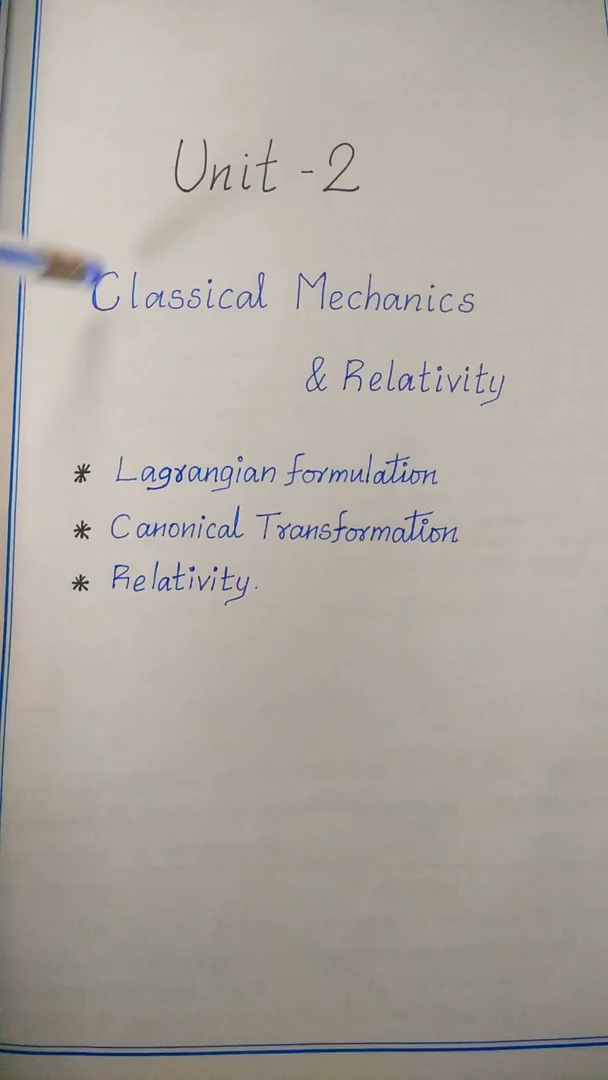 Unit - 2
Classical Mechanics
& Relativity
* Lagrangian formulation
* Canonical Transformation
* Relativity.